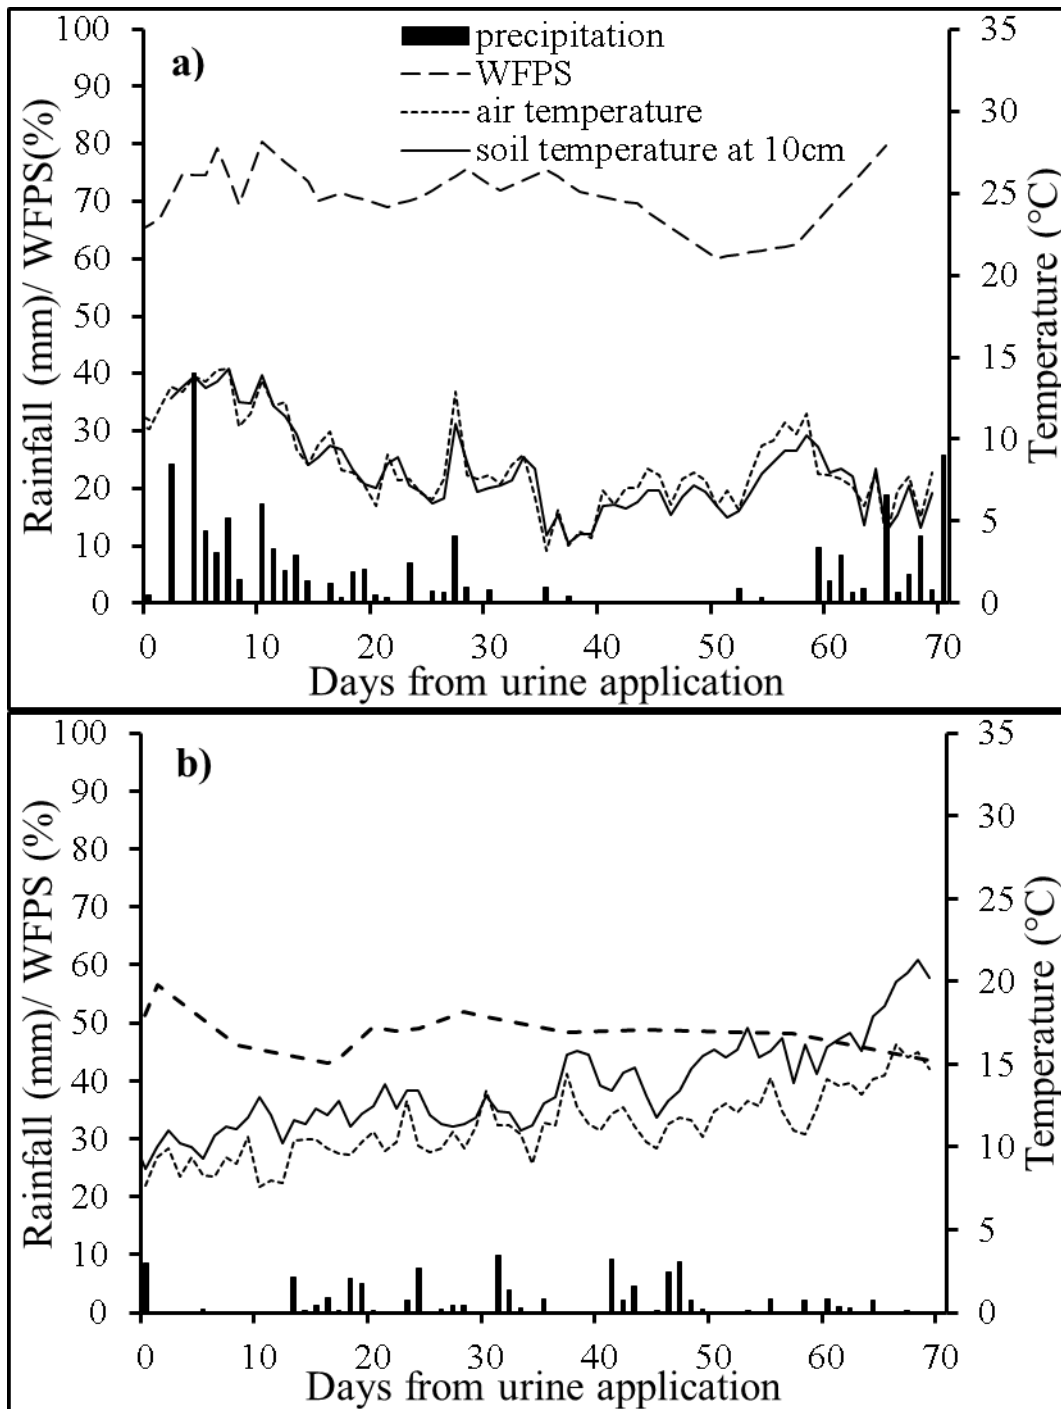 a)
precipitation
WFPS
air temperature
soil temperature at 10cm
Rainfall (mm)/ WFPS(%)
100
90
80
70
60
50
40
30
20
10
0
35
30
25
20
15
10
5
0
Temperature (°C)
0 10 20 30 40 50 60 70
Days from urine application
b)
Rainfall (mm)/ WFPS (%)
100
90
80
70
60
50
40
30
20
10
0
35
30
25
20
15
10
5
0
Temperature (°C)
0 10 20 30 40 50 60 70
Days from urine application